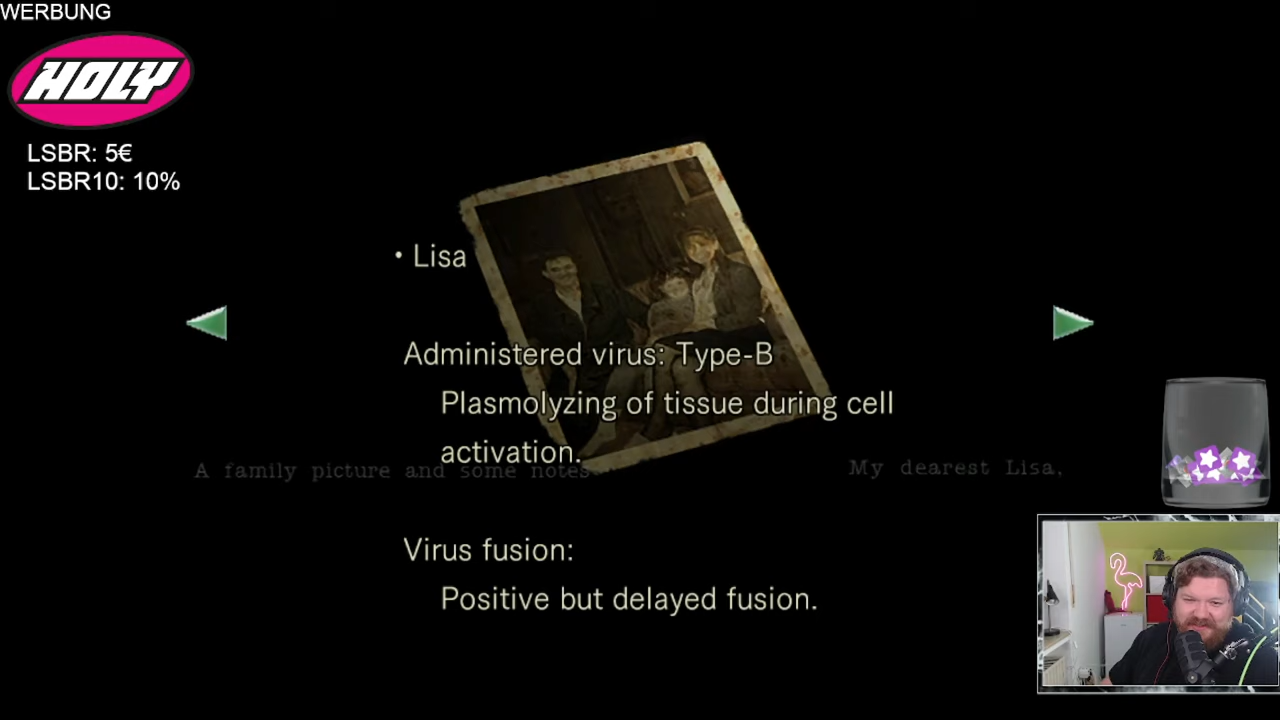 WERBUNG
HOLY
LSBR: 5€
LSBR10: 10%
• Lisa
Administered virus: Type-B
Plasmolyzing of tissue during cell
activation.
A family picture and some notes
My dearest Lisa,
Virus fusion:
Positive but delayed fusion.